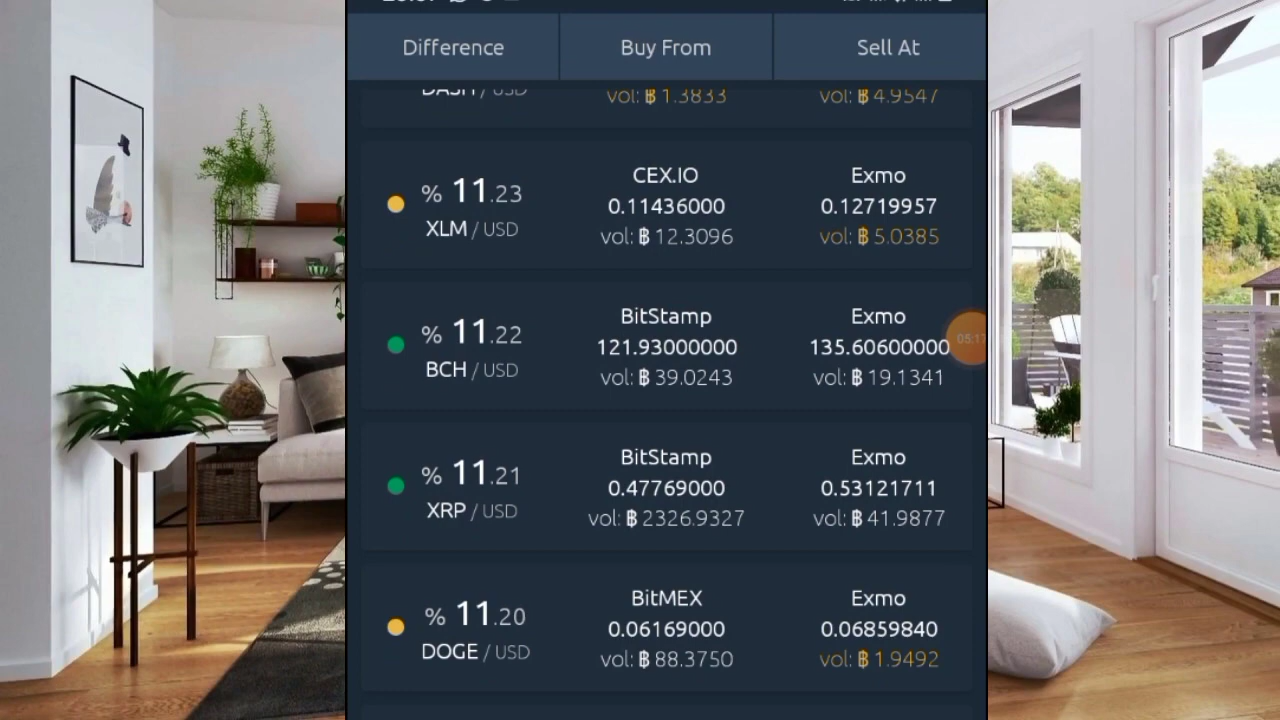 Difference Buy From Sell At
DASH / USD vol: ฿ 1.3833 vol: ฿ 4.9547
CEX.IO Exmo
% 11.23 0.11436000 0.12719957
XLM / USD vol: ฿ 12.3096 vol: ฿ 5.0385
BitStamp Exmo
% 11.22 121.93000000 135.60600000
05:17
BCH / USD vol: ฿ 39.0243 vol: ฿ 19.1341
BitStamp Exmo
% 11.21 0.47769000 0.53121711
XRP / USD vol: ฿ 2326.9327 vol: ฿ 41.9877
BitMEX Exmo
% 11.20 0.06169000 0.06859840
DOGE / USD vol: ฿ 88.3750 vol: ฿ 1.9492